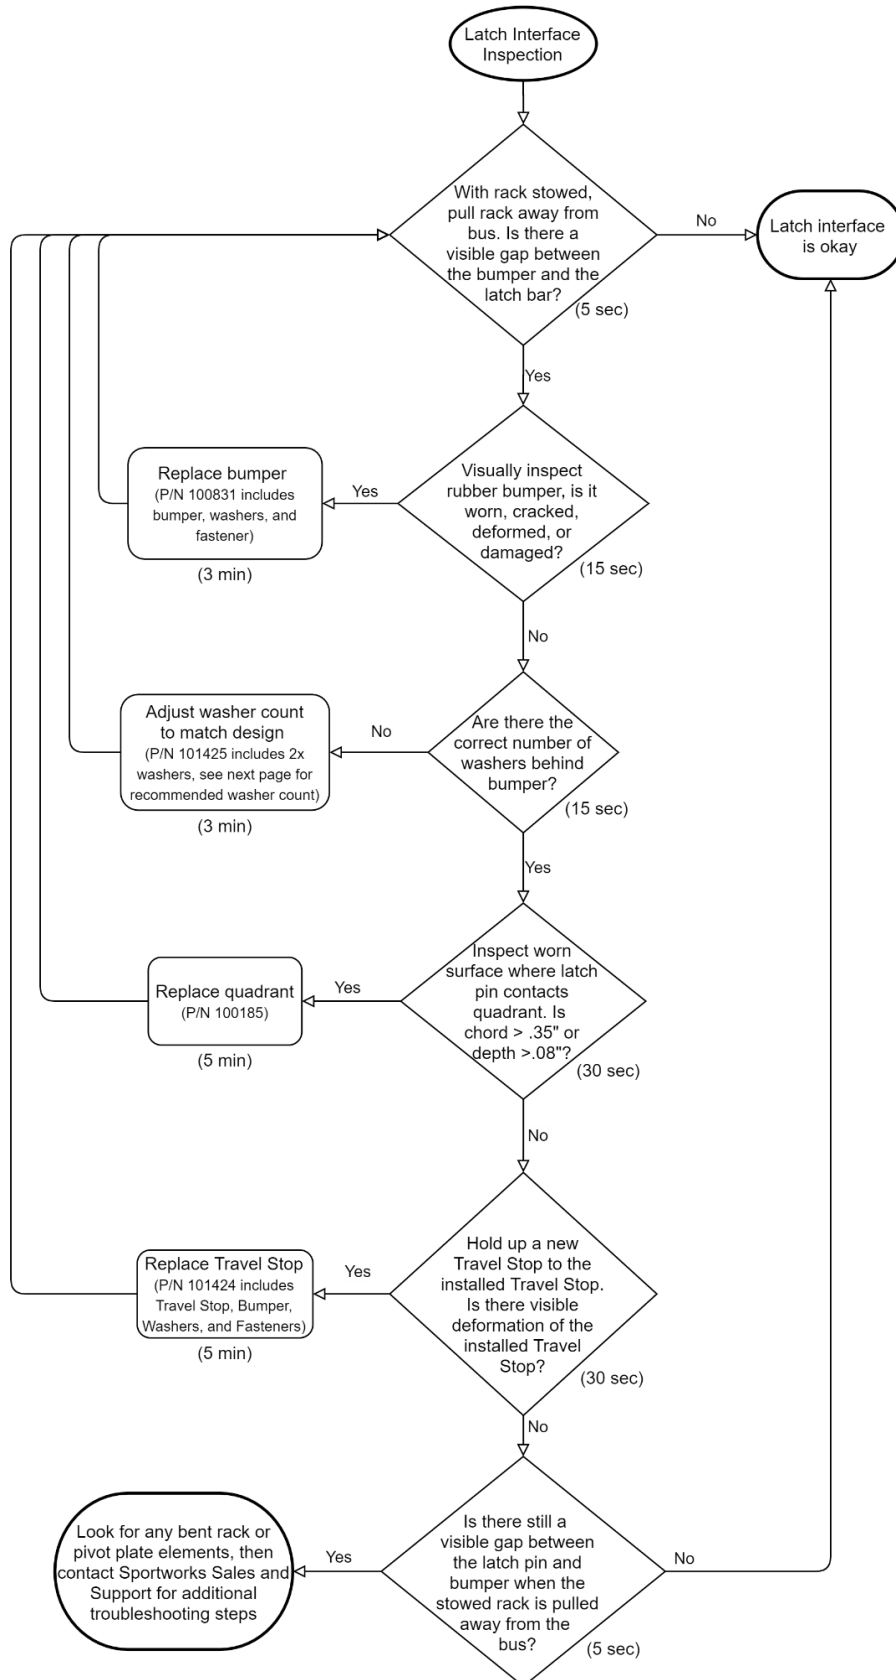 Latch Interface
Inspection
With rack stowed,
pull rack away from
bus. Is there a
visible gap between
the bumper and the
latch bar?
(5 sec)
No
Latch interface
is okay
Yes
Visually inspect
rubber bumper, is it
worn, cracked,
deformed, or
damaged?
(15 sec)
Yes
Replace bumper
(P/N 100831 includes
bumper, washers, and
fastener)
(3 min)
No
Are there the
correct number of
washers behind
bumper?
(15 sec)
No
Adjust washer count
to match design
(P/N 101425 includes 2x
washers, see next page for
recommended washer count)
(3 min)
Yes
Inspect worn
surface where latch
pin contacts
quadrant. Is
chord > .35" or
depth >.08"?
(30 sec)
Yes
Replace quadrant
(P/N 100185)
(5 min)
No
Hold up a new
Travel Stop to the
installed Travel Stop.
Is there visible
deformation of the
installed Travel
Stop?
(30 sec)
Yes
Replace Travel Stop
(P/N 101424 includes
Travel Stop, Bumper,
Washers, and Fasteners)
(5 min)
No
Is there still a
visible gap between
the latch pin and
bumper when the
stowed rack is pulled
away from the
bus?
(5 sec)
No
Yes
Look for any bent rack or
pivot plate elements, then
contact Sportworks Sales and
Support for additional
troubleshooting steps